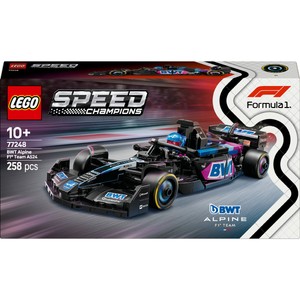 LEGO
SPEED
CHAMPIONS
F1
Formula 1.
10+
77248
BWT Alpine
F1® Team A524
258 pcs
BWT
BWT
ALPINE
F1® TEAM